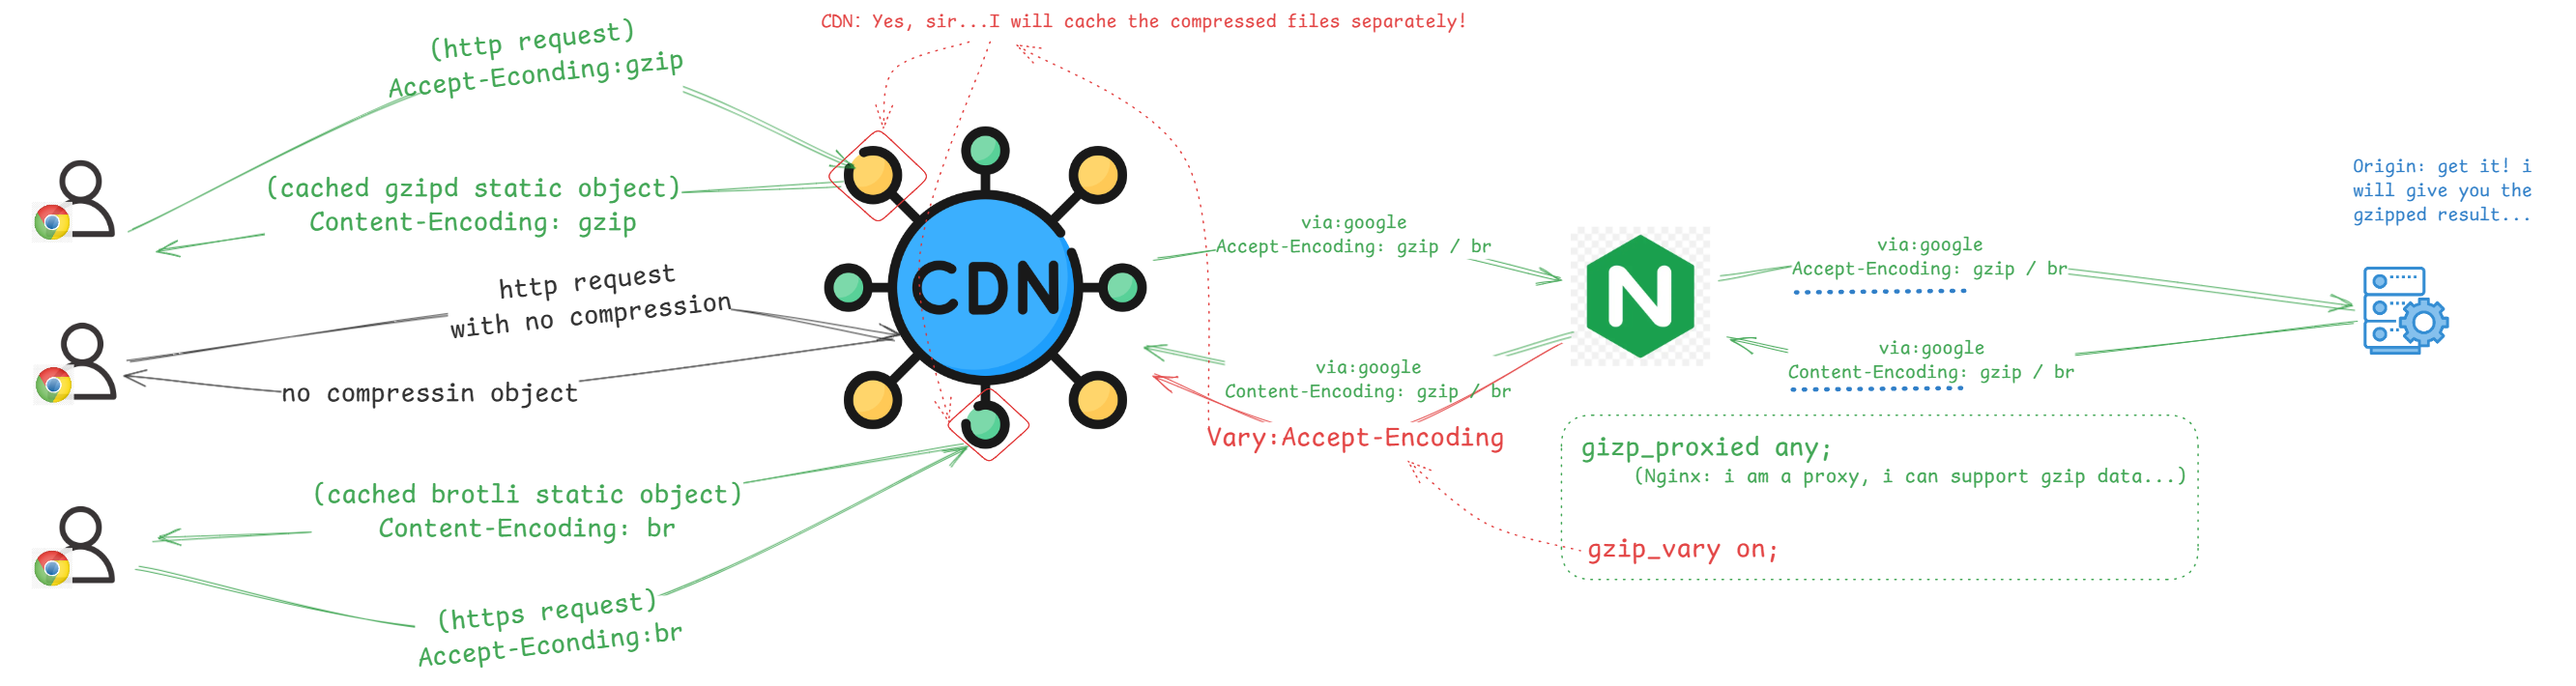 CDN: Yes, sir...I will cache the compressed files separately!
(http request)
Accept-Econding:gzip
(cached gzipd static object)
Content-Encoding: gzip
http request
with no compression
no compressin object
(cached brotli static object)
Content-Encoding: br
(https request)
Accept-Econding:br
CDN
via:google
Accept-Encoding: gzip / br
via:google
Content-Encoding: gzip / br
Vary:Accept-Encoding
N
via:google
Accept-Encoding: gzip / br
via:google
Content-Encoding: gzip / br
gizp_proxied any;
(Nginx: i am a proxy, i can support gzip data...)
gzip_vary on;
Origin: get it! i
will give you the
gzipped result...